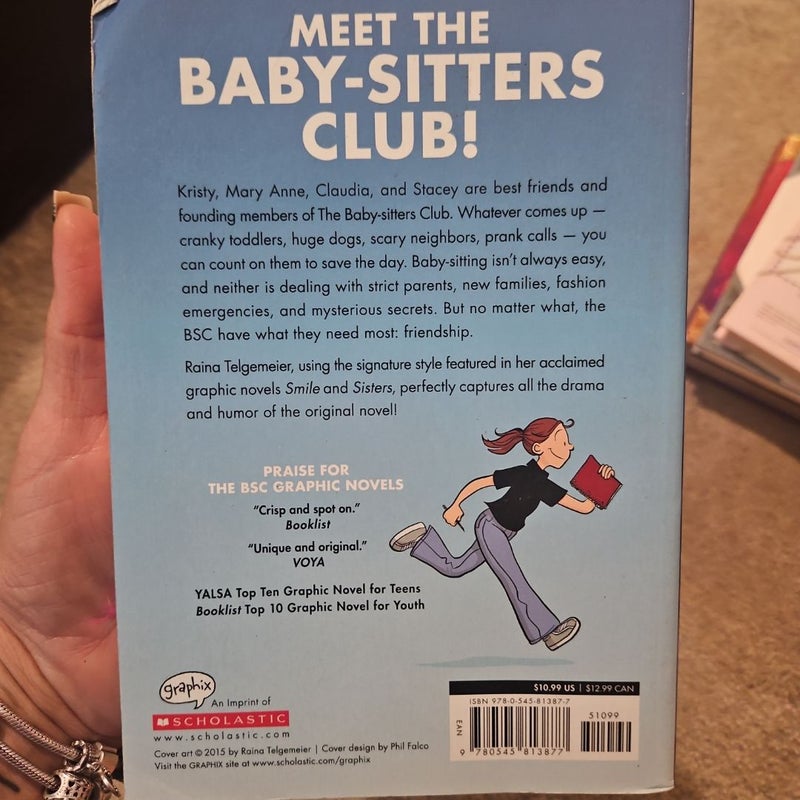 MEET THE
BABY-SITTERS
CLUB!
Kristy, Mary Anne, Claudia, and Stacey are best friends and
founding members of The Baby-sitters Club. Whatever comes up —
cranky toddlers, huge dogs, scary neighbors, prank calls — you
can count on them to save the day. Baby-sitting isn't always easy,
and neither is dealing with strict parents, new families, fashion
emergencies, and mysterious secrets. But no matter what, the
BSC have what they need most: friendship.
Raina Telgemeier, using the signature style featured in her acclaimed
graphic novels Smile and Sisters, perfectly captures all the drama
and humor of the original novel!
PRAISE FOR
THE BSC GRAPHIC NOVELS
"Crisp and spot on."
Booklist
"Unique and original."
VOYA
YALSA Top Ten Graphic Novel for Teens
Booklist Top 10 Graphic Novel for Youth
graphix
An Imprint of
SCHOLASTIC
www.scholastic.com
Cover art © 2015 by Raina Telgemeier | Cover design by Phil Falco
Visit the GRAPHIX site at www.scholastic.com/graphix
$10.99 US | $12.99 CAN
ISBN 978-0-545-81387-7
51099
EAN
9 780545 813877